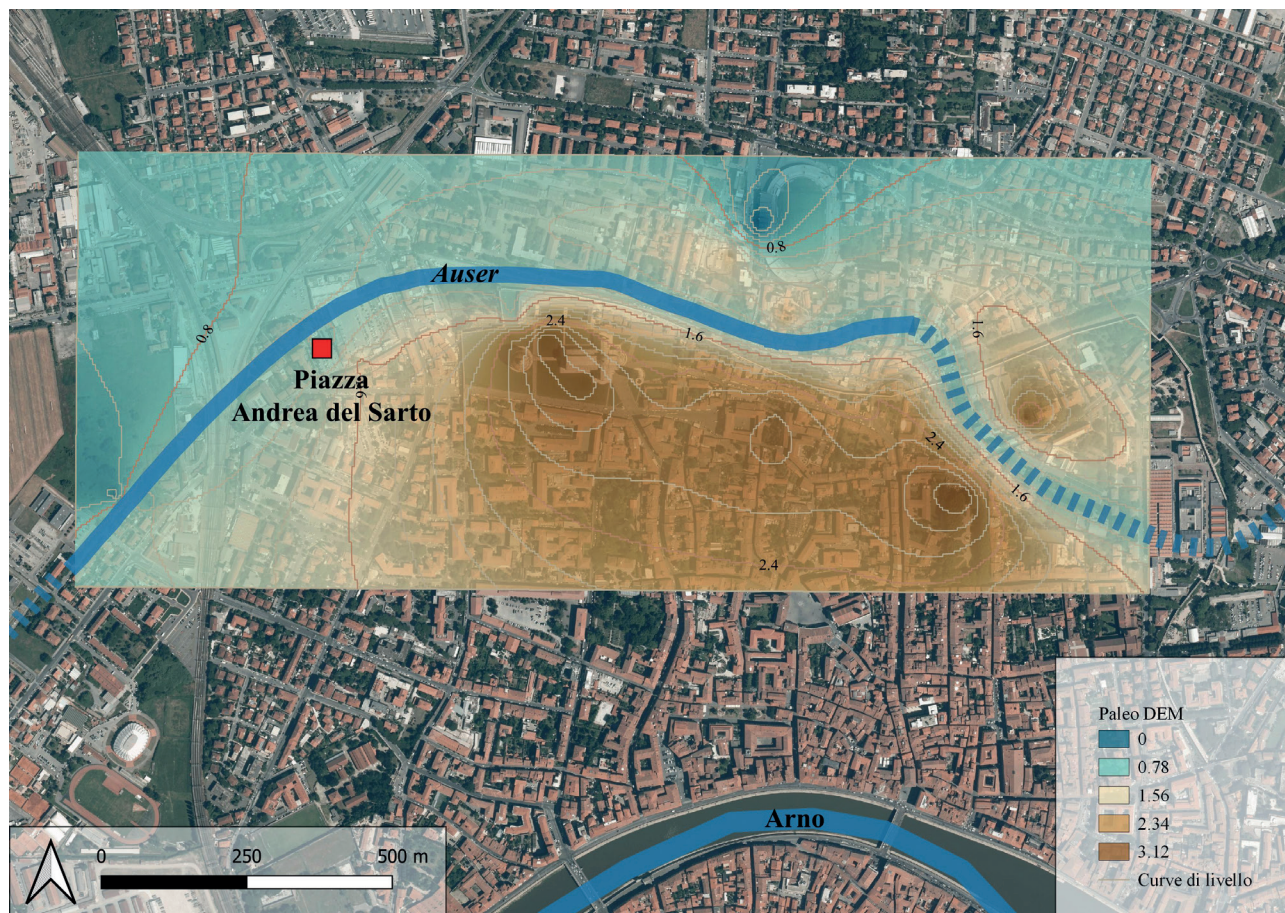 Auser
0.8
0.8
1.6
2.4
1.6
Piazza
Andrea del Sarto
2.4
1.6
2.4
Arno
Paleo DEM
0
0.78
1.56
2.34
3.12
Curve di livello
0
250
500 m